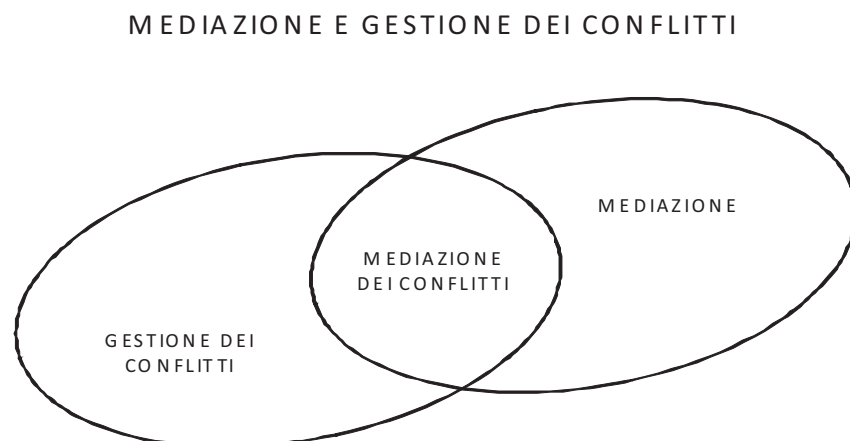 MEDIAZIONE E GESTIONE DEI CONFLITTI
MEDIAZIONE
MEDIAZIONE
DEI CONFLITTI
GESTIONE DEI
CONFLITTI